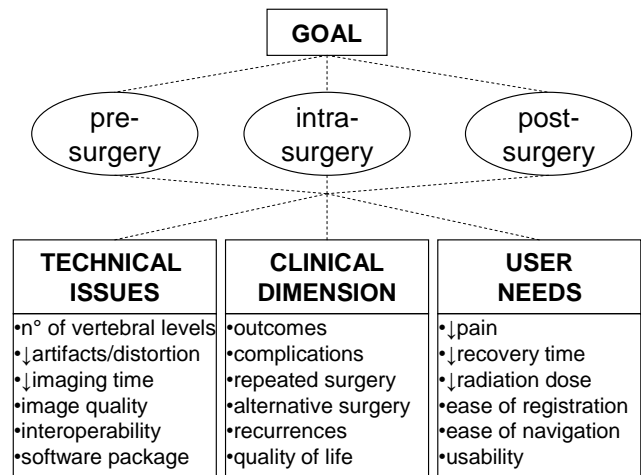 GOAL
pre-
surgery
intra-
surgery
post-
surgery
TECHNICAL
ISSUES
•n° of vertebral levels
•↓artifacts/distortion
•↓imaging time
•image quality
•interoperability
•software package
CLINICAL
DIMENSION
•outcomes
•complications
•repeated surgery
•alternative surgery
•recurrences
•quality of life
USER
NEEDS
•↓pain
•↓recovery time
•↓radiation dose
•ease of registration
•ease of navigation
•usability